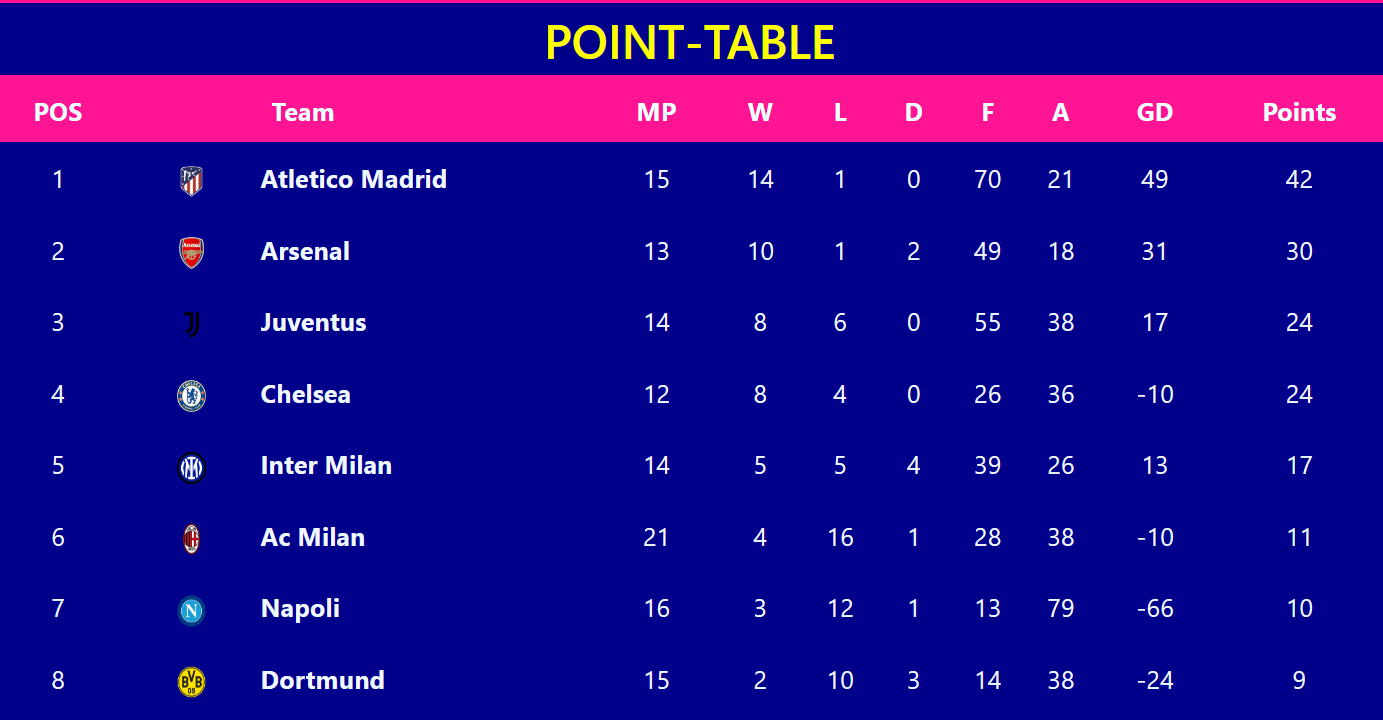 POINT-TABLE
POS Team MP W L D F A GD Points
1 Atletico Madrid 15 14 1 0 70 21 49 42
2 Arsenal Arsenal 13 10 1 2 49 18 31 30
3 Juventus 14 8 6 0 55 38 17 24
4 Chelsea 12 8 4 0 26 36 -10 24
5 Inter Milan 14 5 5 4 39 26 13 17
6 Ac Milan 21 4 16 1 28 38 -10 11
7 N Napoli 16 3 12 1 13 79 -66 10
8 BVB 09 Dortmund 15 2 10 3 14 38 -24 9